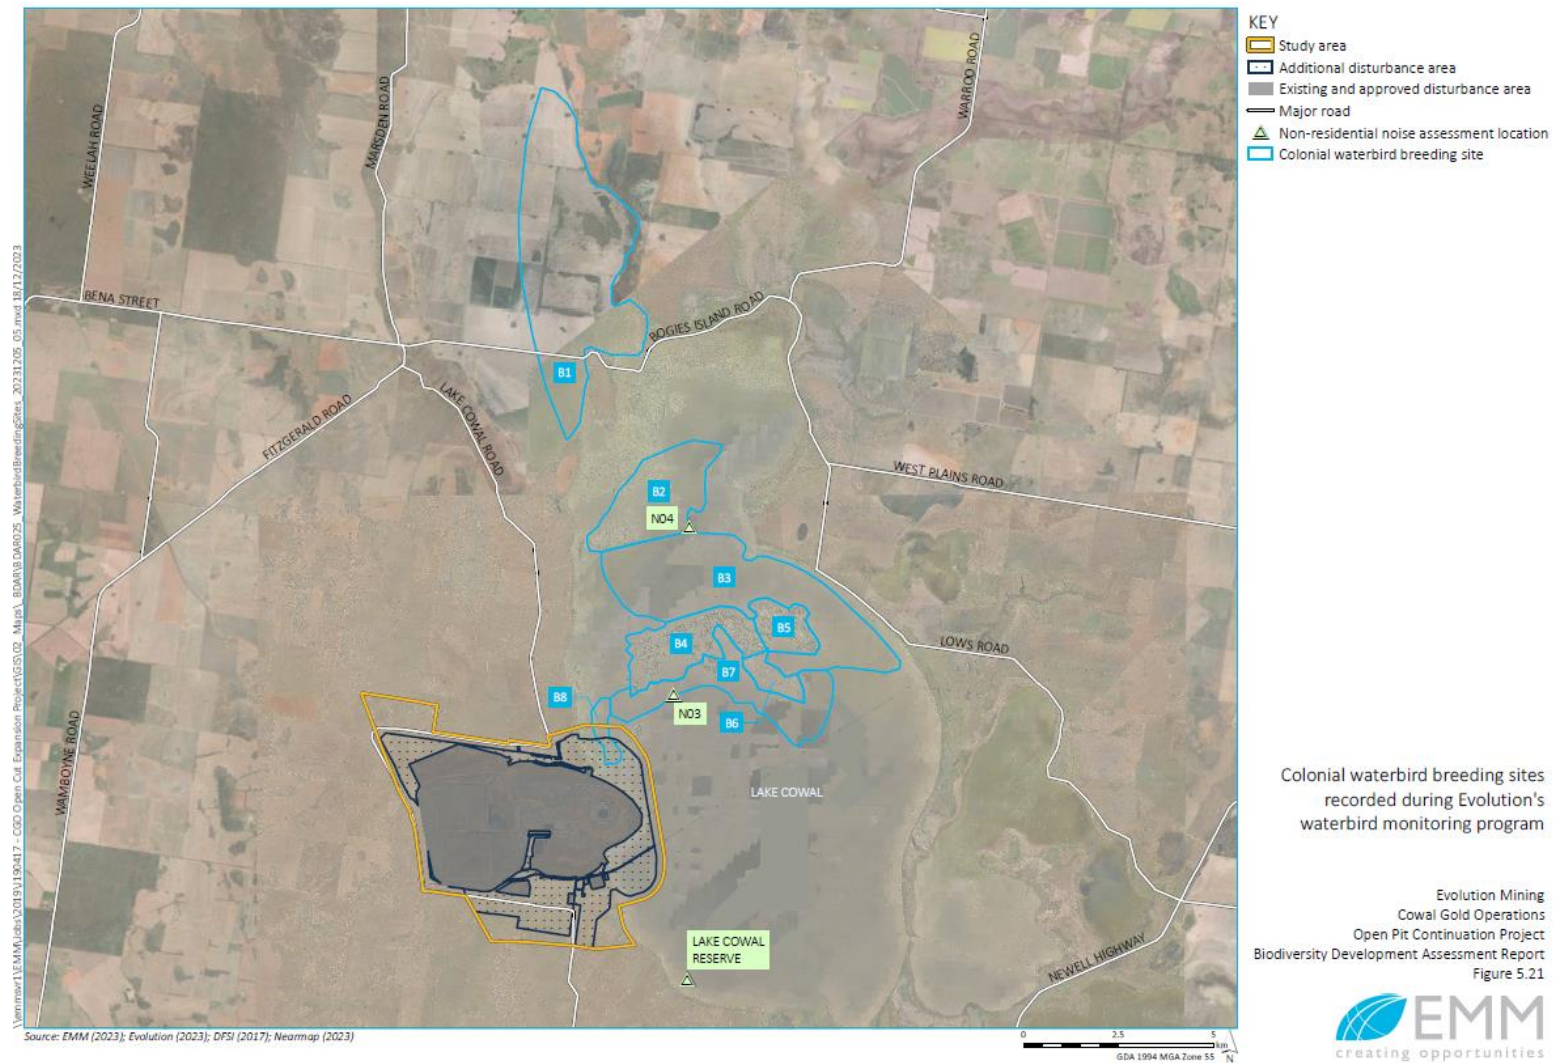 KEY
Study area
Additional disturbance area
Existing and approved disturbance area
Major road
Non-residential noise assessment location
Colonial waterbird breeding site
WEELAH ROAD
MARSDEN ROAD
WARROO ROAD
BENA STREET
BOGIES ISLAND ROAD
B1
FITZGERALD ROAD
LAKE COWAL ROAD
WEST PLAINS ROAD
B2
N04
B3
B5
B4
LOWS ROAD
B7
B8
N03
B6
WAMBOYNE ROAD
LAKE COWAL
LAKE COWAL
RESERVE
NEWELL HIGHWAY
Colonial waterbird breeding sites
recorded during Evolution's
waterbird monitoring program
Evolution Mining
Cowal Gold Operations
Open Pit Continuation Project
Biodiversity Development Assessment Report
Figure 5.21
EMM
creating opportunities
Source: EMM (2023); Evolution (2023); DFSI (2017); Nearmap (2023)
0 2.5 5
km
GDA 1994 MGA Zone 55 N